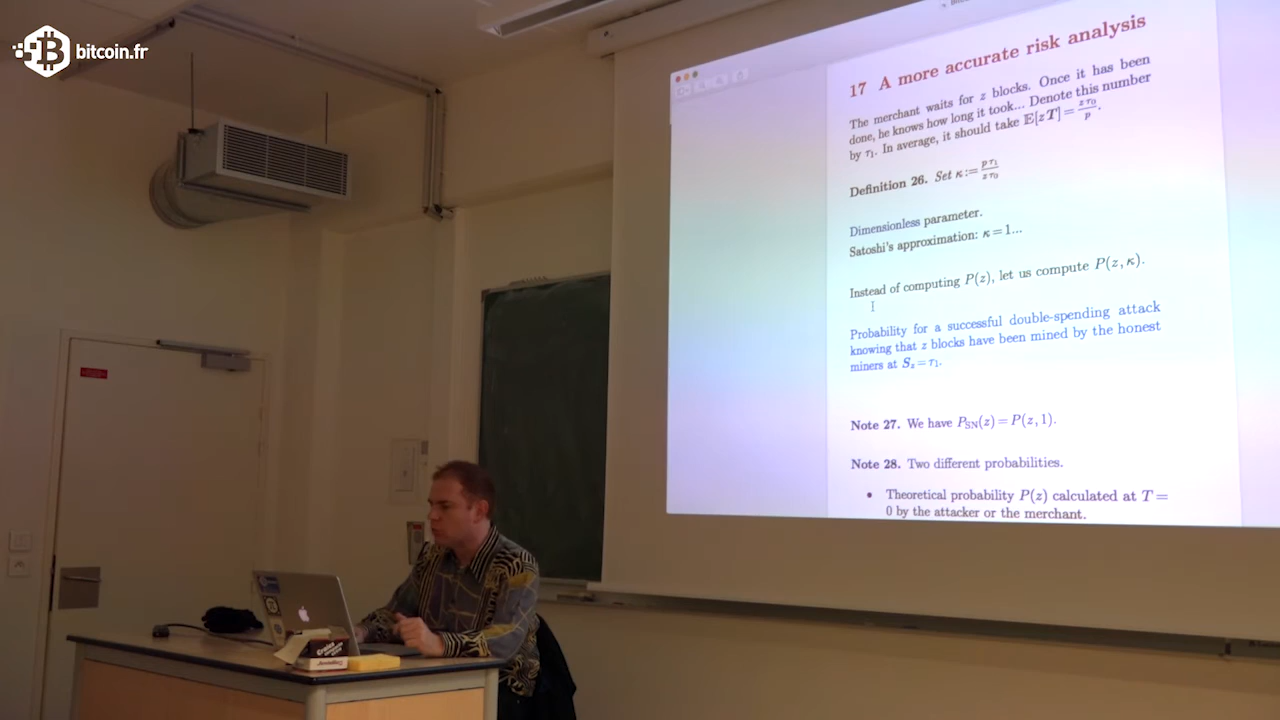 bitcoin.fr
17 A more accurate risk analysis
The merchant waits for z blocks. Once it has been
done, he knows how long it took... Denote this number
by τ₁. In average, it should take 𝔼[zT] = zτ₀/p.
Definition 26. Set κ := pτ₁/zτ₀
Dimensionless parameter.
Satoshi's approximation: κ = 1...
Instead of computing P(z), let us compute P(z, κ).
Probability for a successful double-spending attack
knowing that z blocks have been mined by the honest
miners at S_z = τ₁.
Note 27. We have P_SN(z) = P(z, 1).
Note 28. Two different probabilities.
• Theoretical probability P(z) calculated at T =
0 by the attacker or the merchant.